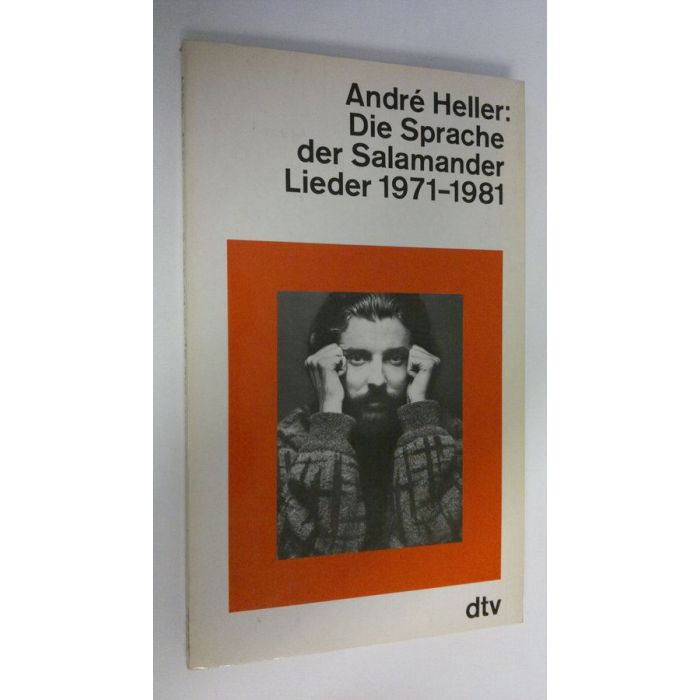 André Heller:
Die Sprache
der Salamander
Lieder 1971–1981
dtv